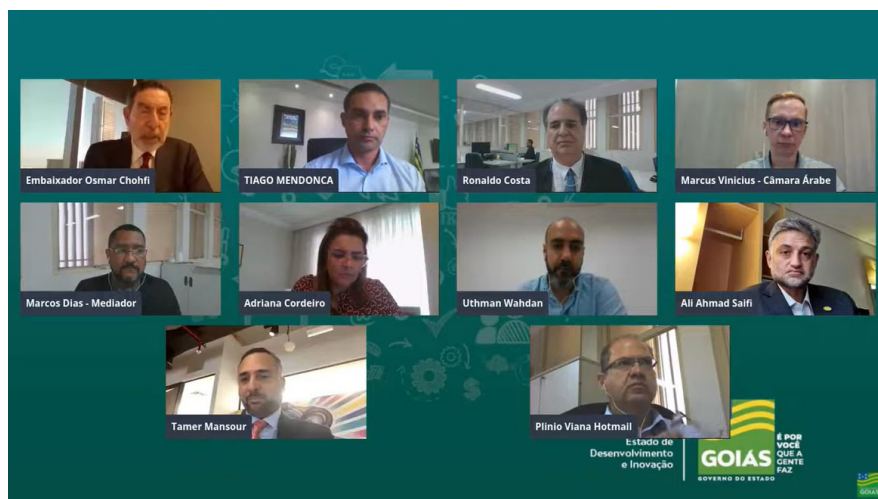 Embaixador Osmar Chohfi
TIAGO MENDONCA
Ronaldo Costa
Marcus Vinicius - Câmara Árabe
Marcos Dias - Mediador
Adriana Cordeiro
Uthman Wahdan
Ali Ahmad Saifi
Tamer Mansour
Plinio Viana Hotmail
Estado de
Desenvolvimento
e Inovação
GOIÁS
GOVERNO DO ESTADO
É POR
VOCÊ
QUE A
GENTE
FAZ
GOIÁS